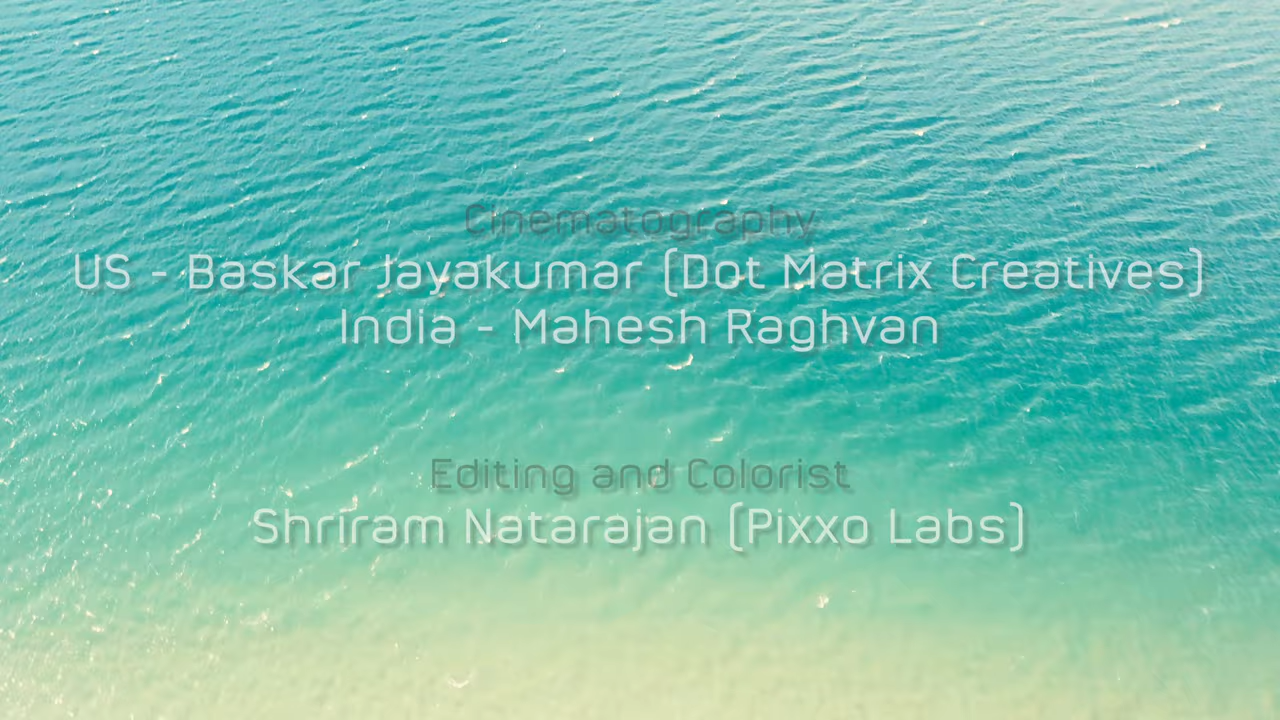 Cinematography
US - Baskar Jayakumar (Dot Matrix Creatives)
India - Mahesh Raghvan
Editing and Colorist
Shriram Natarajan (Pixxo Labs)